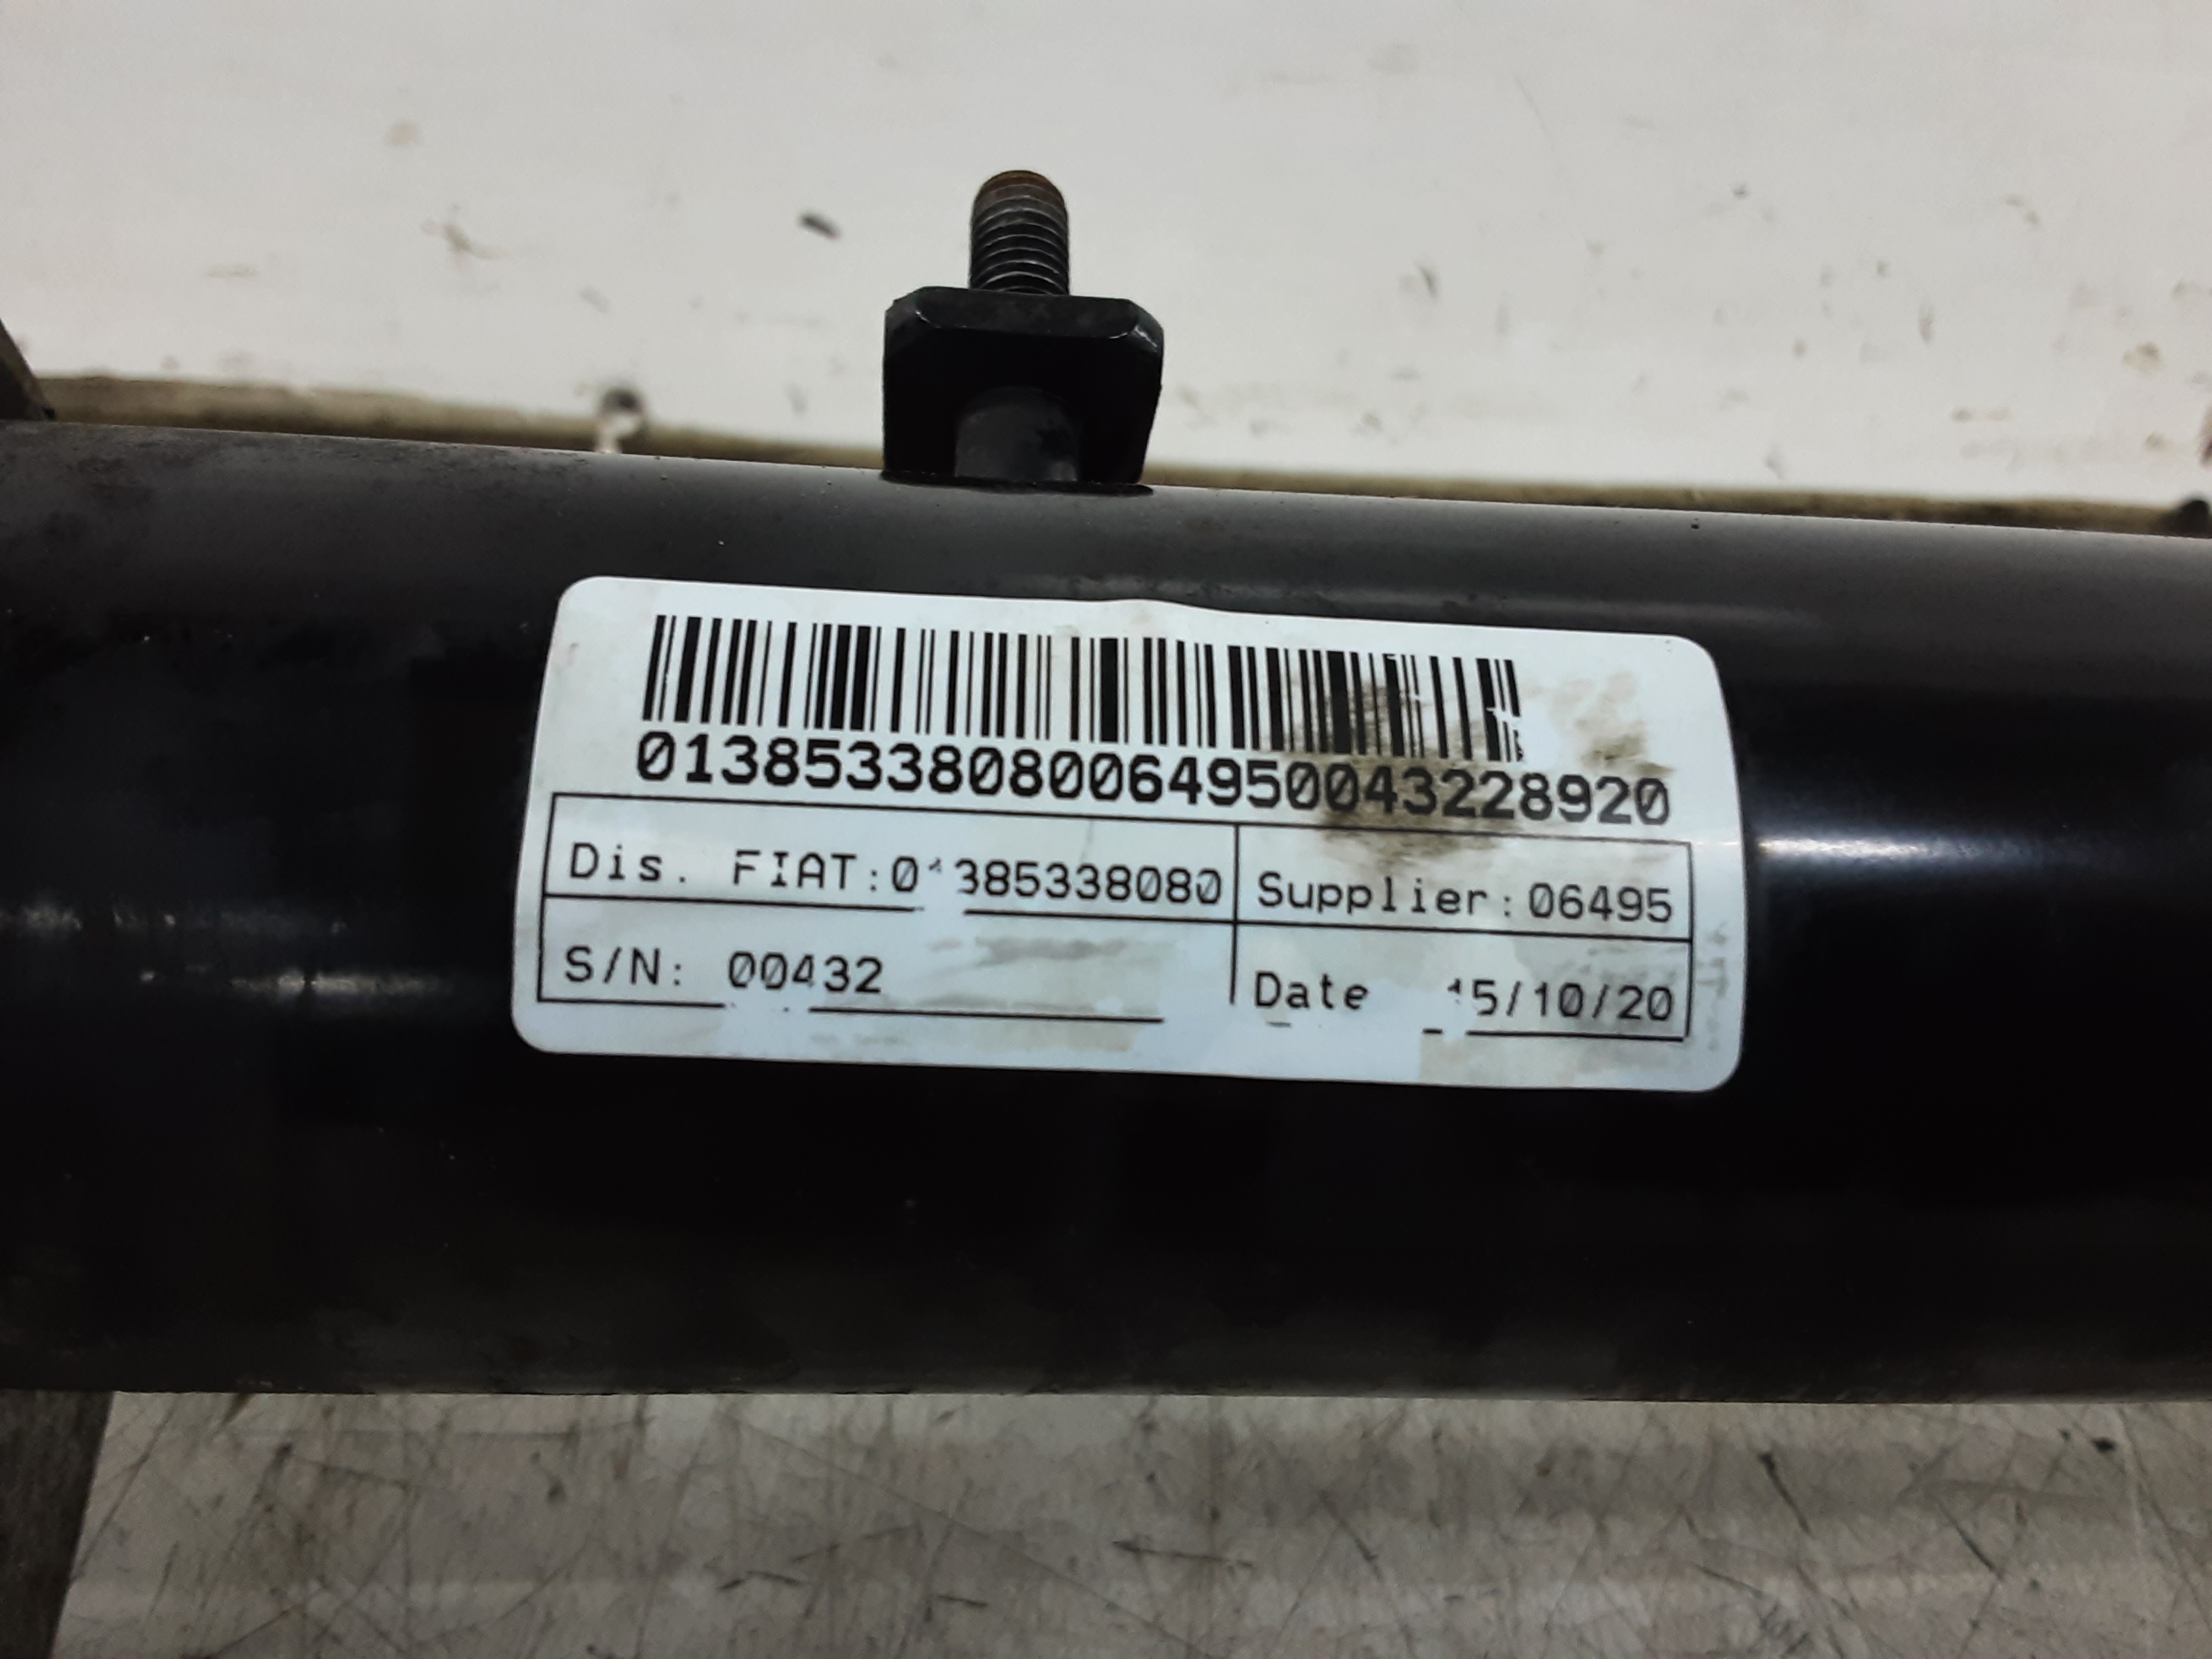 01385338080064950043228920
Dis. FIAT:01385338080 Supplier:06495
S/N: 00432 Date 15/10/20